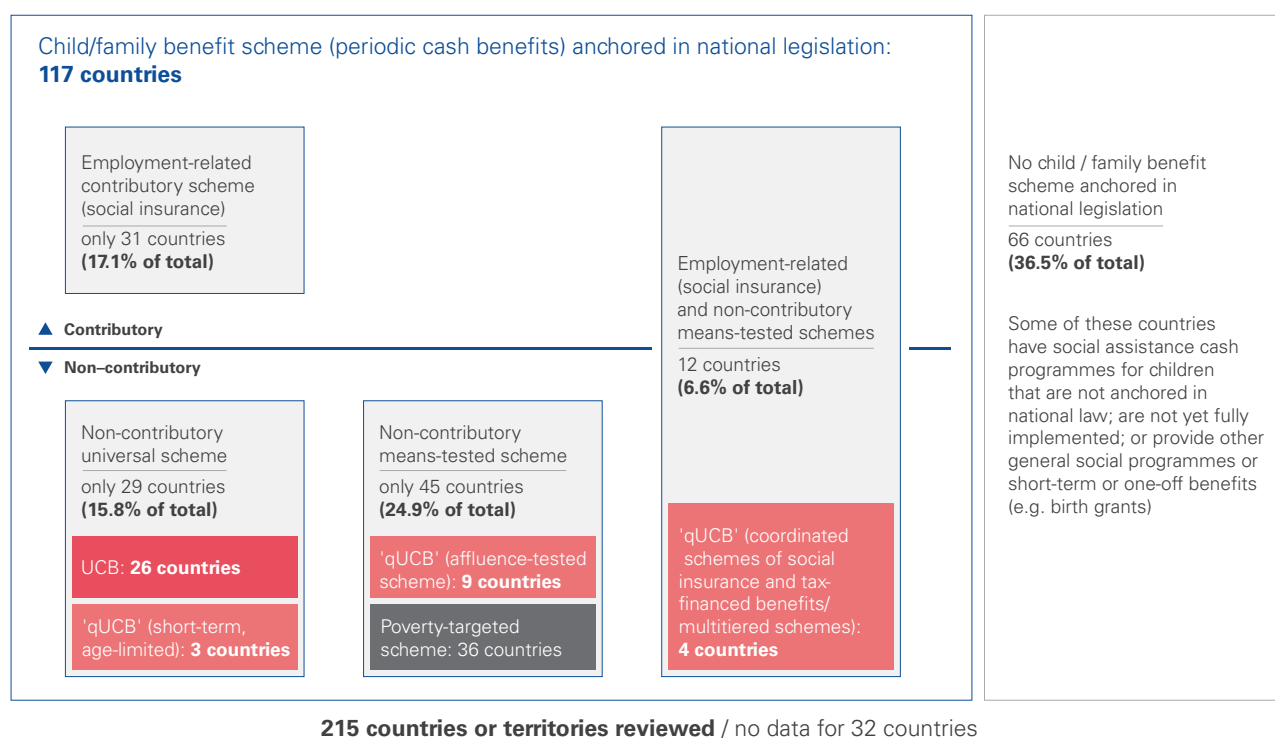 Child/family benefit scheme (periodic cash benefits) anchored in national legislation:
117 countries
Employment-related
contributory scheme
(social insurance)
only 31 countries
(17.1% of total)
▲ Contributory
▼ Non–contributory
Non-contributory
universal scheme
only 29 countries
(15.8% of total)
UCB: 26 countries
'qUCB' (short-term,
age-limited): 3 countries
Non-contributory
means-tested scheme
only 45 countries
(24.9% of total)
'qUCB' (affluence-tested
scheme): 9 countries
Poverty-targeted
scheme: 36 countries
Employment-related
(social insurance)
and non-contributory
means-tested schemes
12 countries
(6.6% of total)
'qUCB' (coordinated
schemes of social
insurance and tax-
financed benefits/
multitiered schemes):
4 countries
No child / family benefit
scheme anchored in
national legislation
66 countries
(36.5% of total)
Some of these countries
have social assistance cash
programmes for children
that are not anchored in
national law; are not yet fully
implemented; or provide other
general social programmes or
short-term or one-off benefits
(e.g. birth grants)
215 countries or territories reviewed / no data for 32 countries